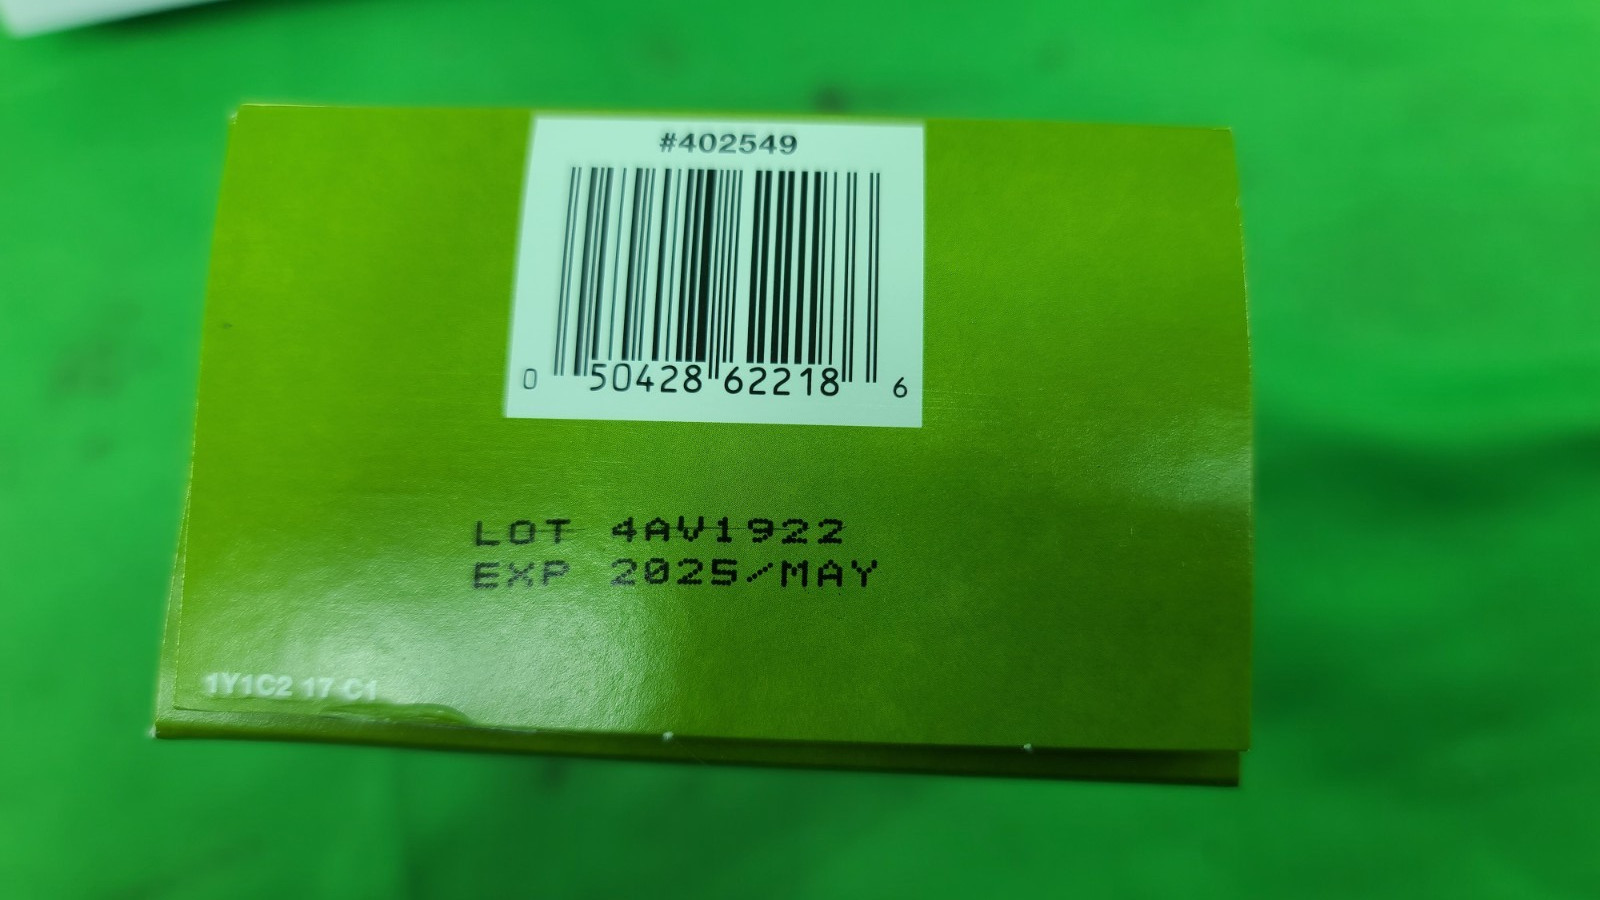 #402549
0 50428 62218 6
LOT 4AV1922
EXP 2025/MAY
1Y1C2 17 C1